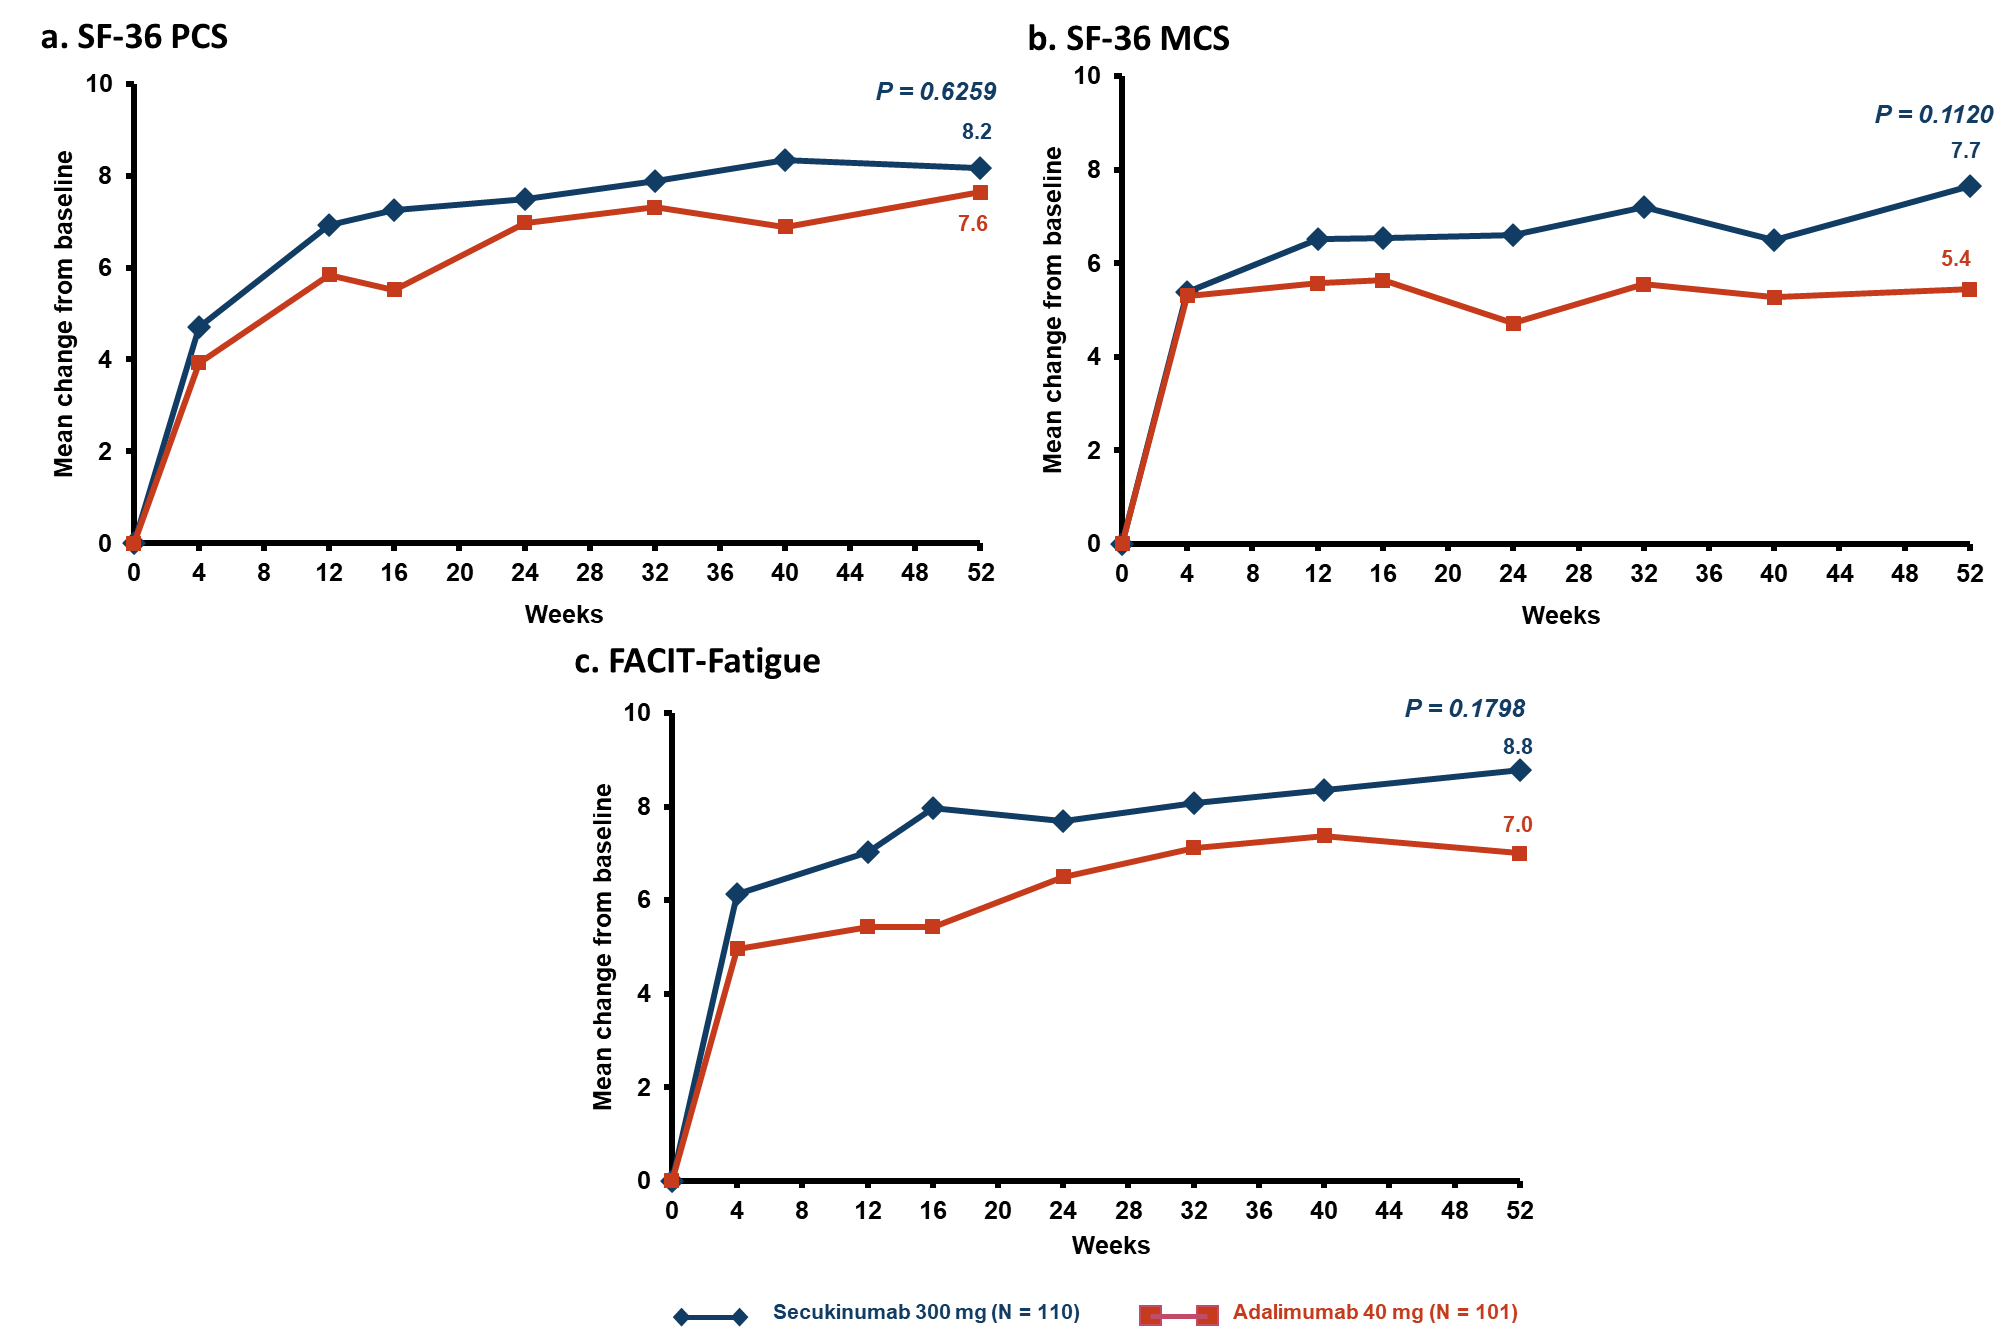 a. SF-36 PCS
10
8
6
4
2
0
Mean change from baseline
P = 0.6259
8.2
7.6
0 4 8 12 16 20 24 28 32 36 40 44 48 52
Weeks
b. SF-36 MCS
10
8
6
4
2
0
Mean change from baseline
P = 0.1120
7.7
5.4
0 4 8 12 16 20 24 28 32 36 40 44 48 52
Weeks
c. FACIT-Fatigue
10
8
6
4
2
0
Mean change from baseline
P = 0.1798
8.8
7.0
0 4 8 12 16 20 24 28 32 36 40 44 48 52
Weeks
Secukinumab 300 mg (N = 110)
Adalimumab 40 mg (N = 101)